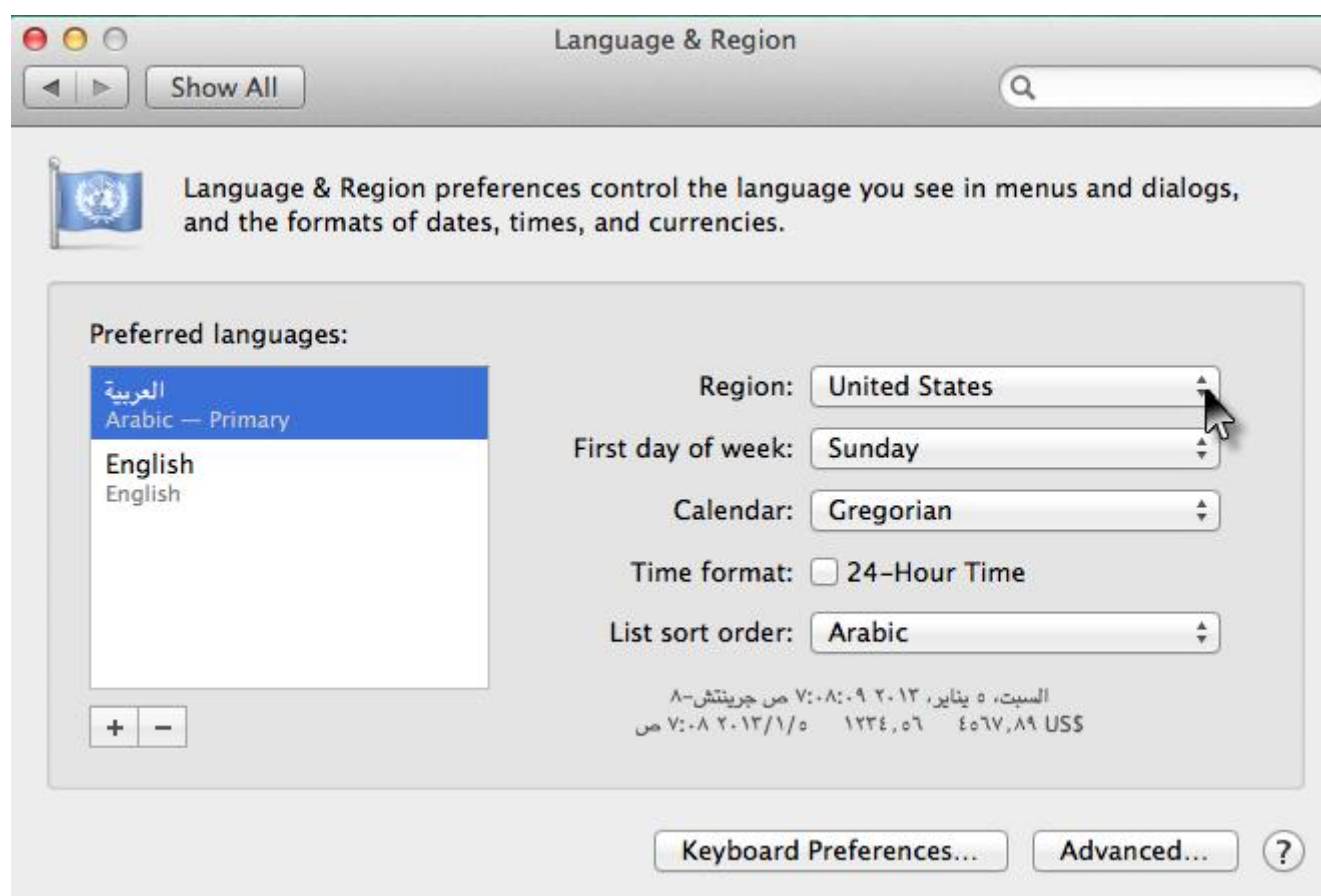 Language & Region
Show All
Language & Region preferences control the language you see in menus and dialogs,
and the formats of dates, times, and currencies.
Preferred languages:
العربية
Arabic — Primary
English
English
Region: United States
First day of week: Sunday
Calendar: Gregorian
Time format: 24-Hour Time
List sort order: Arabic
السبت، ٥ يناير، ٢٠١٣ ٧:٠٨:٠٩ ص جرينتش-٨
٢٠١٣/١/٥ ٧:٠٨ ص ١٢٣٤,٥٦ ٤٥٦٧,٨٩ US$
+ −
Keyboard Preferences... Advanced... ?